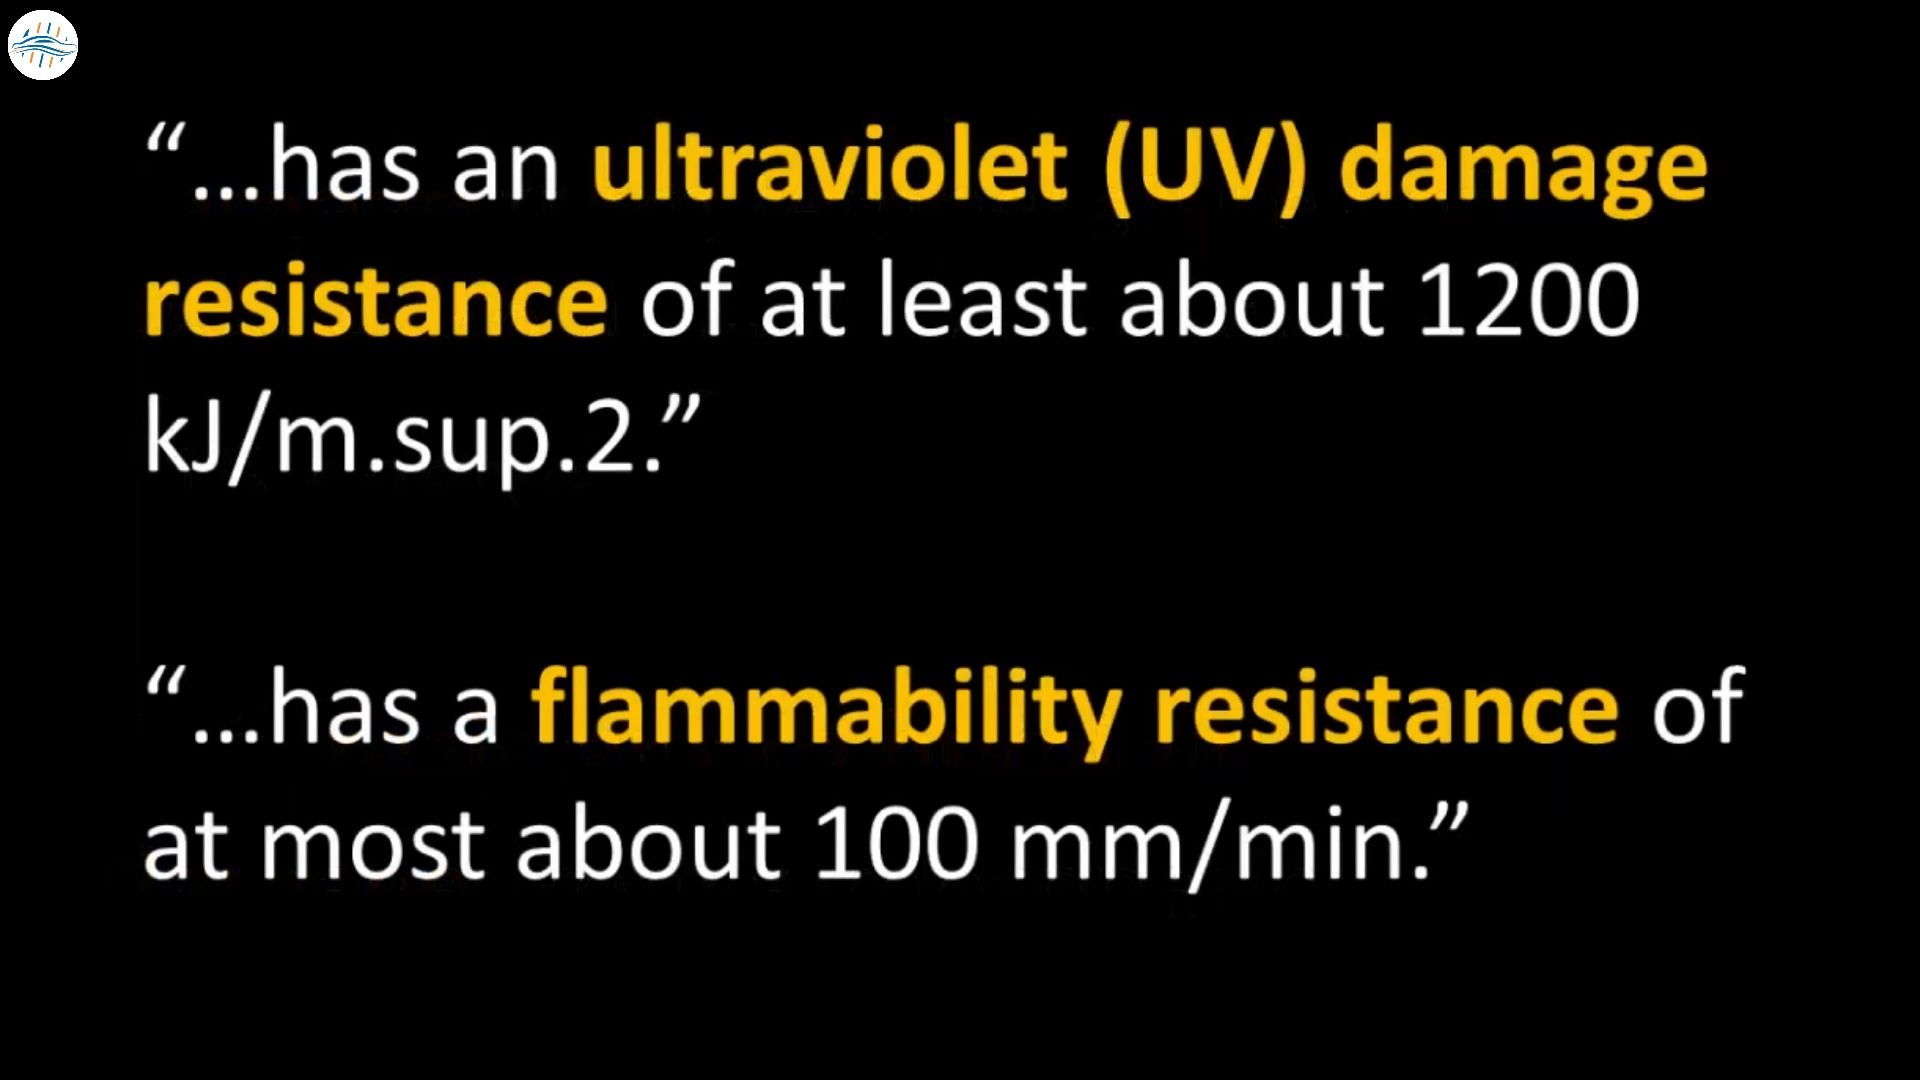 “...has an ultraviolet (UV) damage
resistance of at least about 1200
kJ/m.sup.2.”
“...has a flammability resistance of
at most about 100 mm/min.”